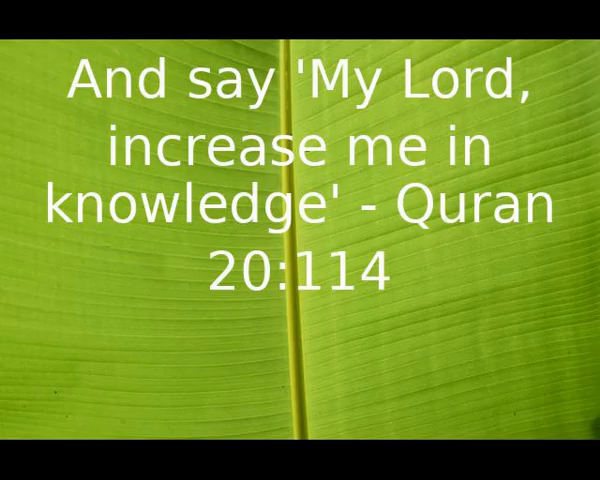 And say 'My Lord,
increase me in
knowledge' - Quran
20:114